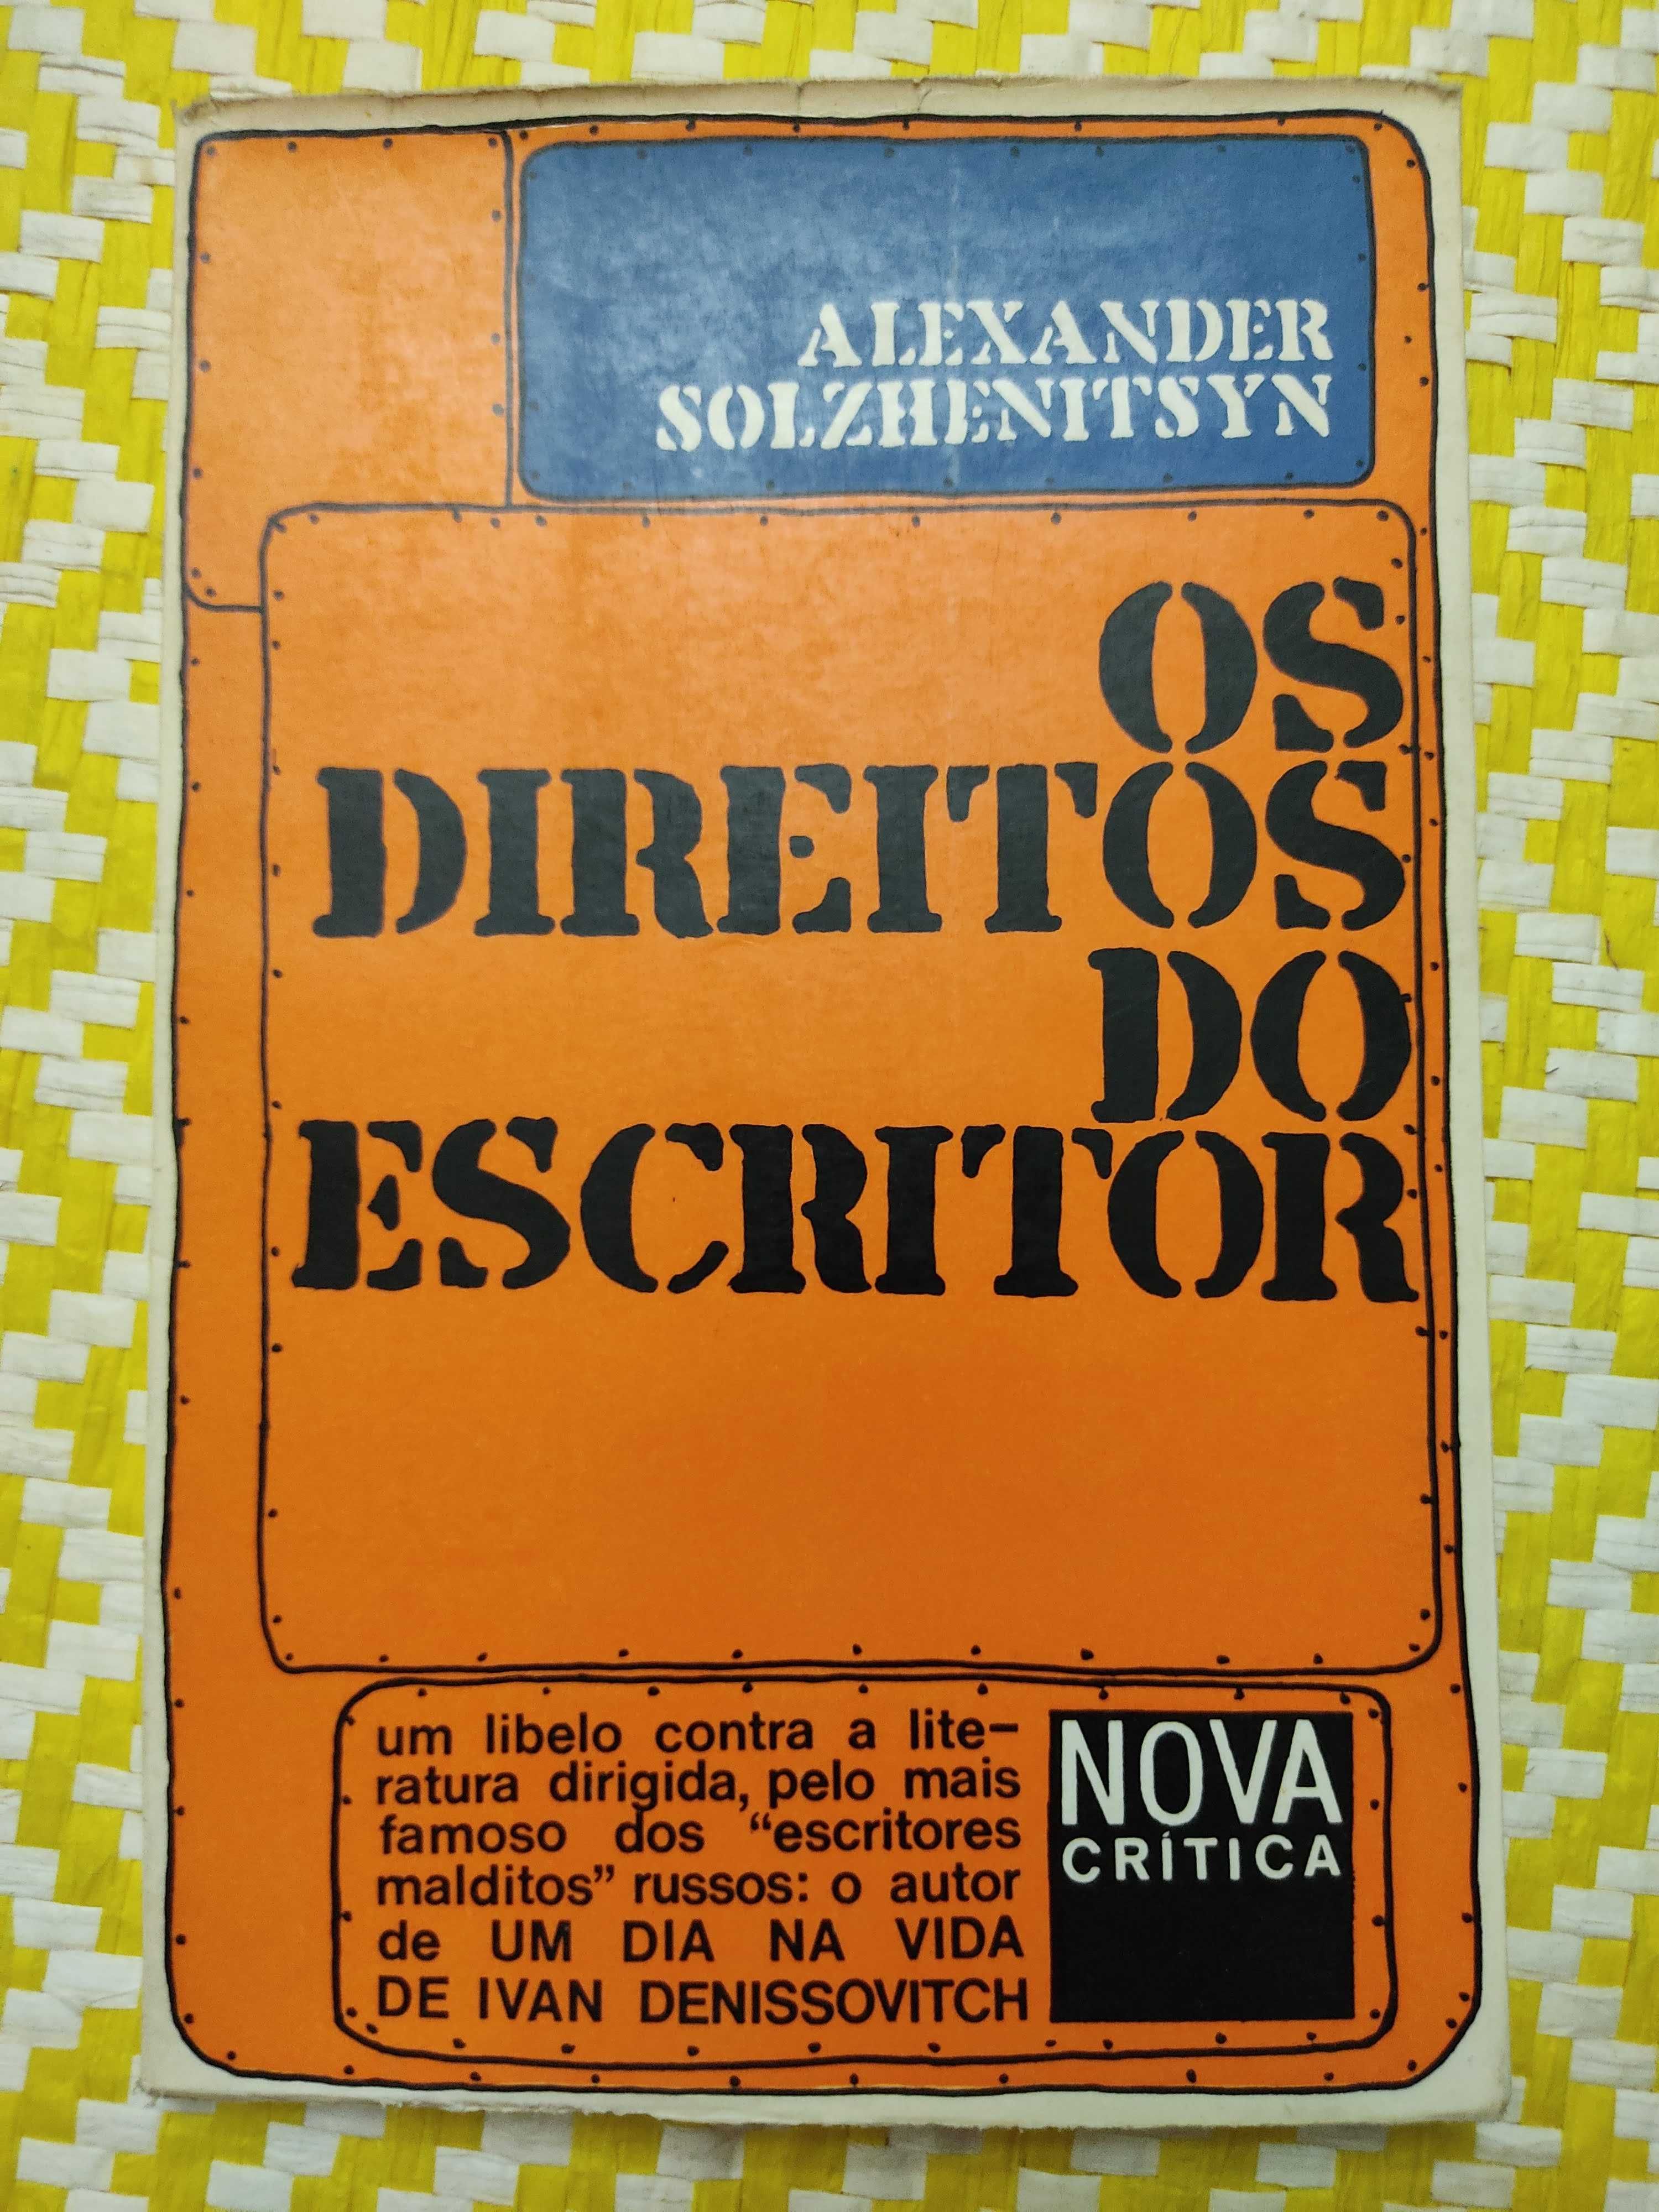 ALEXANDER
SOLZHENITSYN
OS
DIREITOS
DO
ESCRITOR
um libelo contra a lite-
ratura dirigida, pelo mais
famoso dos “escritores
malditos” russos: o autor
de UM DIA NA VIDA
DE IVAN DENISSOVITCH
NOVA
CRÍTICA